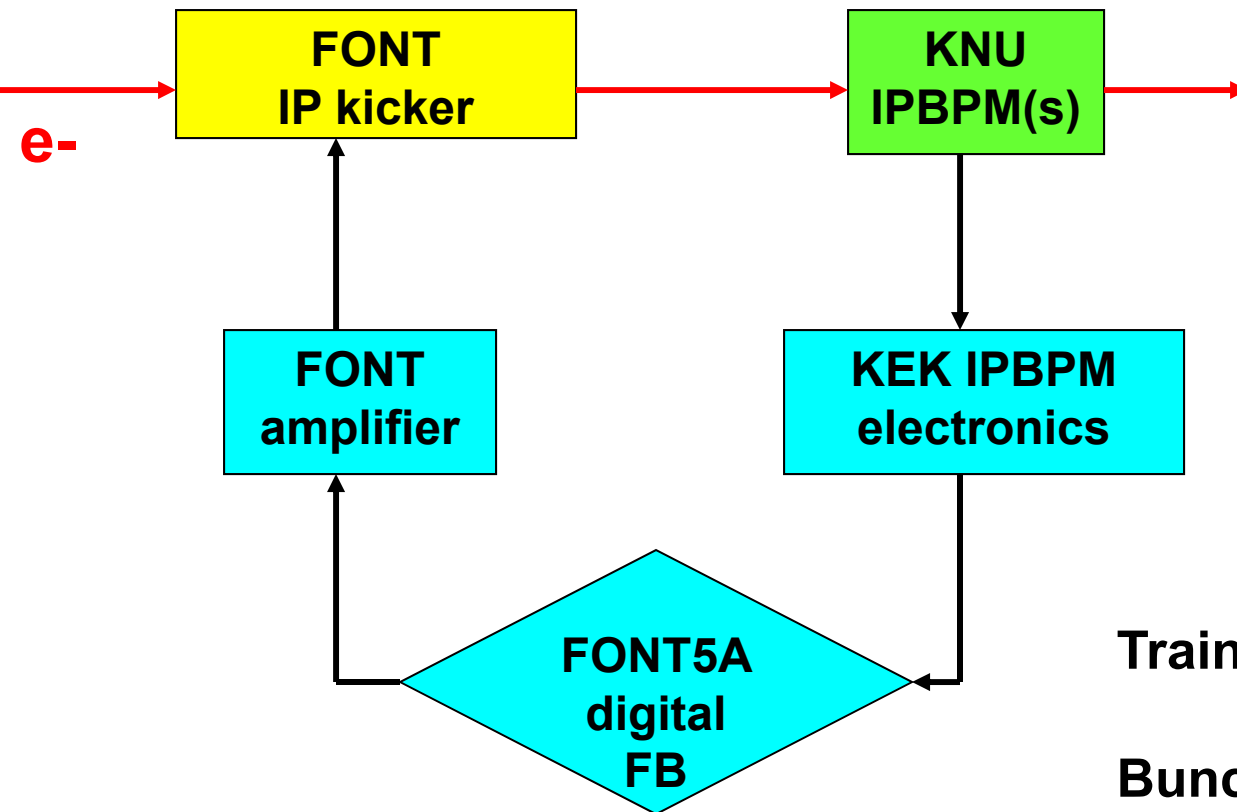 FONT
IP kicker
KNU
IPBPM(s)
e-
FONT
amplifier
KEK IPBPM
electronics
FONT5A
digital
FB
Train
Bunc